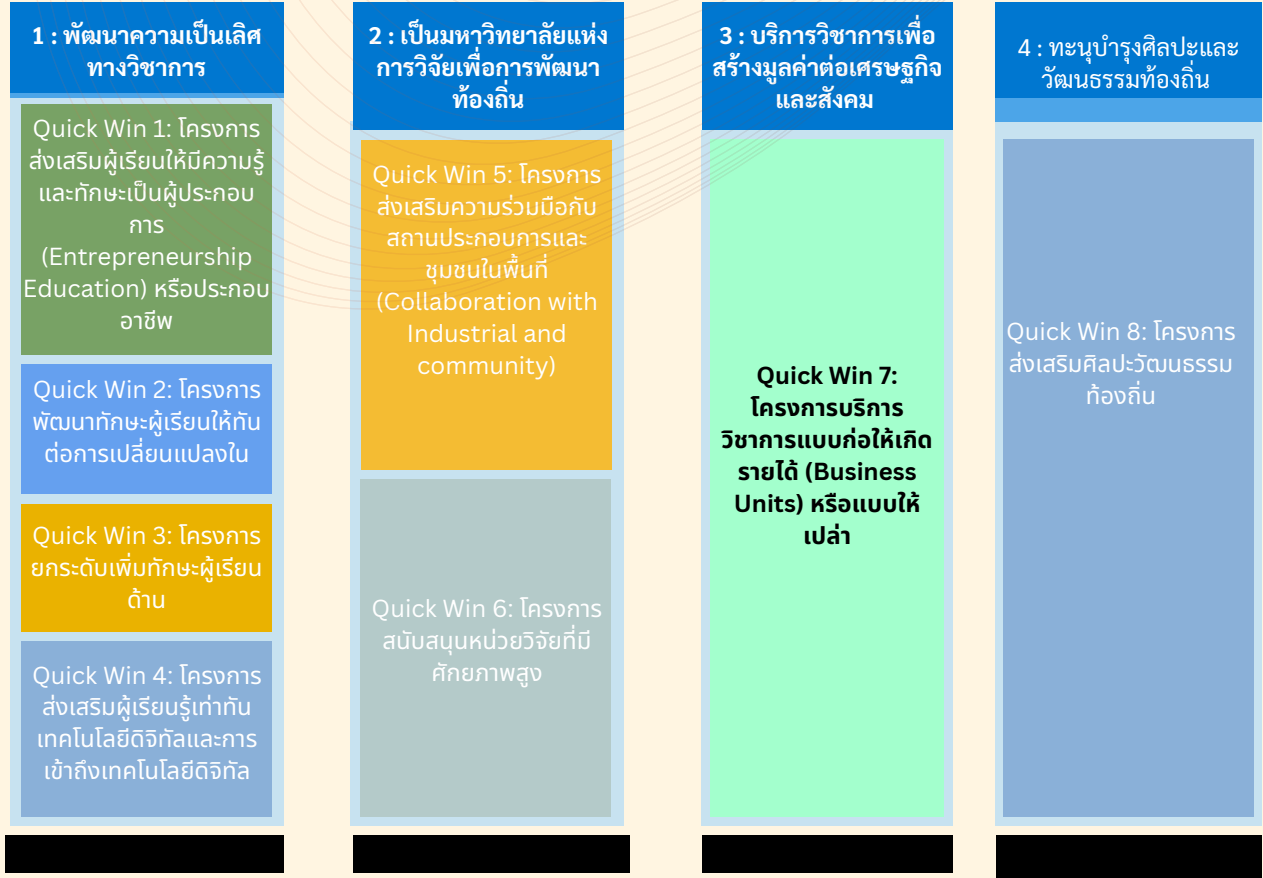 1 : พัฒนาความเป็นเลิศ
ทางวิชาการ
Quick Win 1: โครงการ
ส่งเสริมผู้เรียนให้มีความรู้
และทักษะเป็นผู้ประกอบ
การ
(Entrepreneurship
Education) หรือประกอบ
อาชีพ
Quick Win 2: โครงการ
พัฒนาทักษะผู้เรียนให้ทัน
ต่อการเปลี่ยนแปลงใน
Quick Win 3: โครงการ
ยกระดับเพิ่มทักษะผู้เรียน
ด้าน
Quick Win 4: โครงการ
ส่งเสริมผู้เรียนรู้เท่าทัน
เทคโนโลยีดิจิทัลและการ
เข้าถึงเทคโนโลยีดิจิทัล
2 : เป็นมหาวิทยาลัยแห่ง
การวิจัยเพื่อการพัฒนา
ท้องถิ่น
Quick Win 5: โครงการ
ส่งเสริมความร่วมมือกับ
สถานประกอบการและ
ชุมชนในพื้นที่
(Collaboration with
Industrial and
community)
Quick Win 6: โครงการ
สนับสนุนหน่วยวิจัยที่มี
ศักยภาพสูง
3 : บริการวิชาการเพื่อ
สร้างมูลค่าต่อเศรษฐกิจ
และสังคม
Quick Win 7:
โครงการบริการ
วิชาการแบบก่อให้เกิด
รายได้ (Business
Units) หรือแบบให้
เปล่า
4 : ทะนุบำรุงศิลปะและ
วัฒนธรรมท้องถิ่น
Quick Win 8: โครงการ
ส่งเสริมศิลปะวัฒนธรรม
ท้องถิ่น